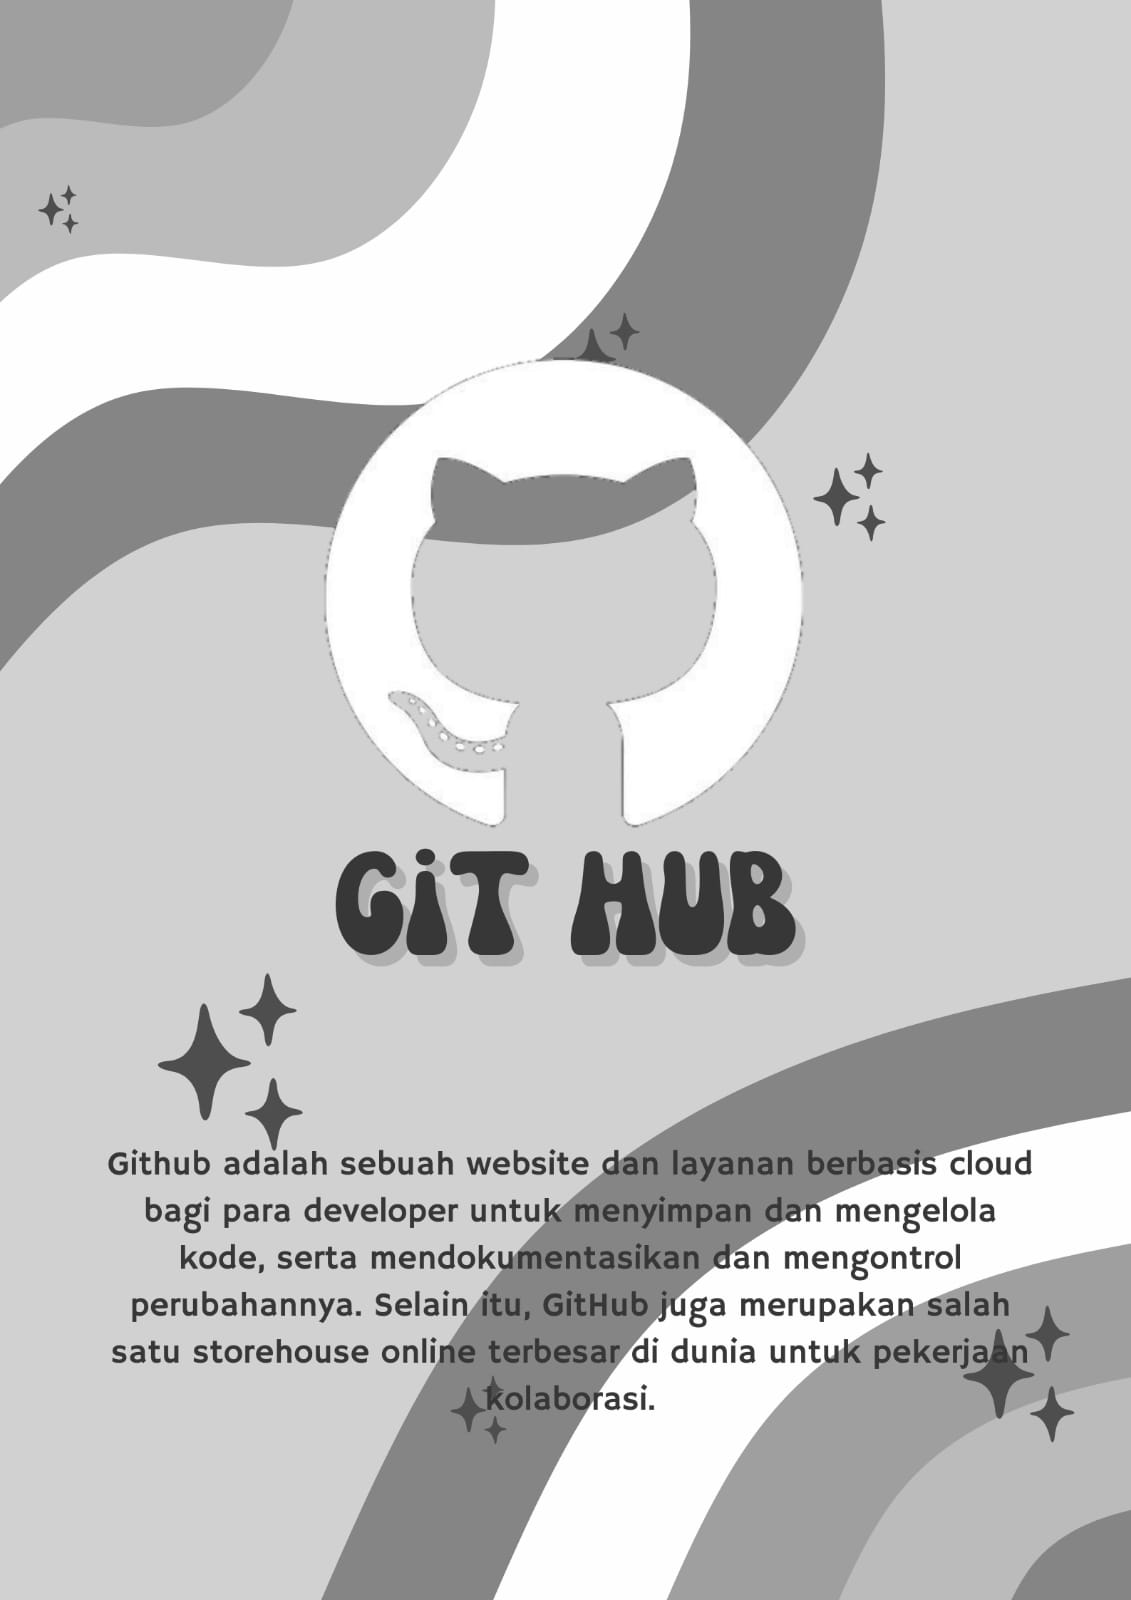 GiT HUB
Github adalah sebuah website dan layanan berbasis cloud
bagi para developer untuk menyimpan dan mengelola
kode, serta mendokumentasikan dan mengontrol
perubahannya. Selain itu, GitHub juga merupakan salah
satu storehouse online terbesar di dunia untuk pekerjaan
kolaborasi.